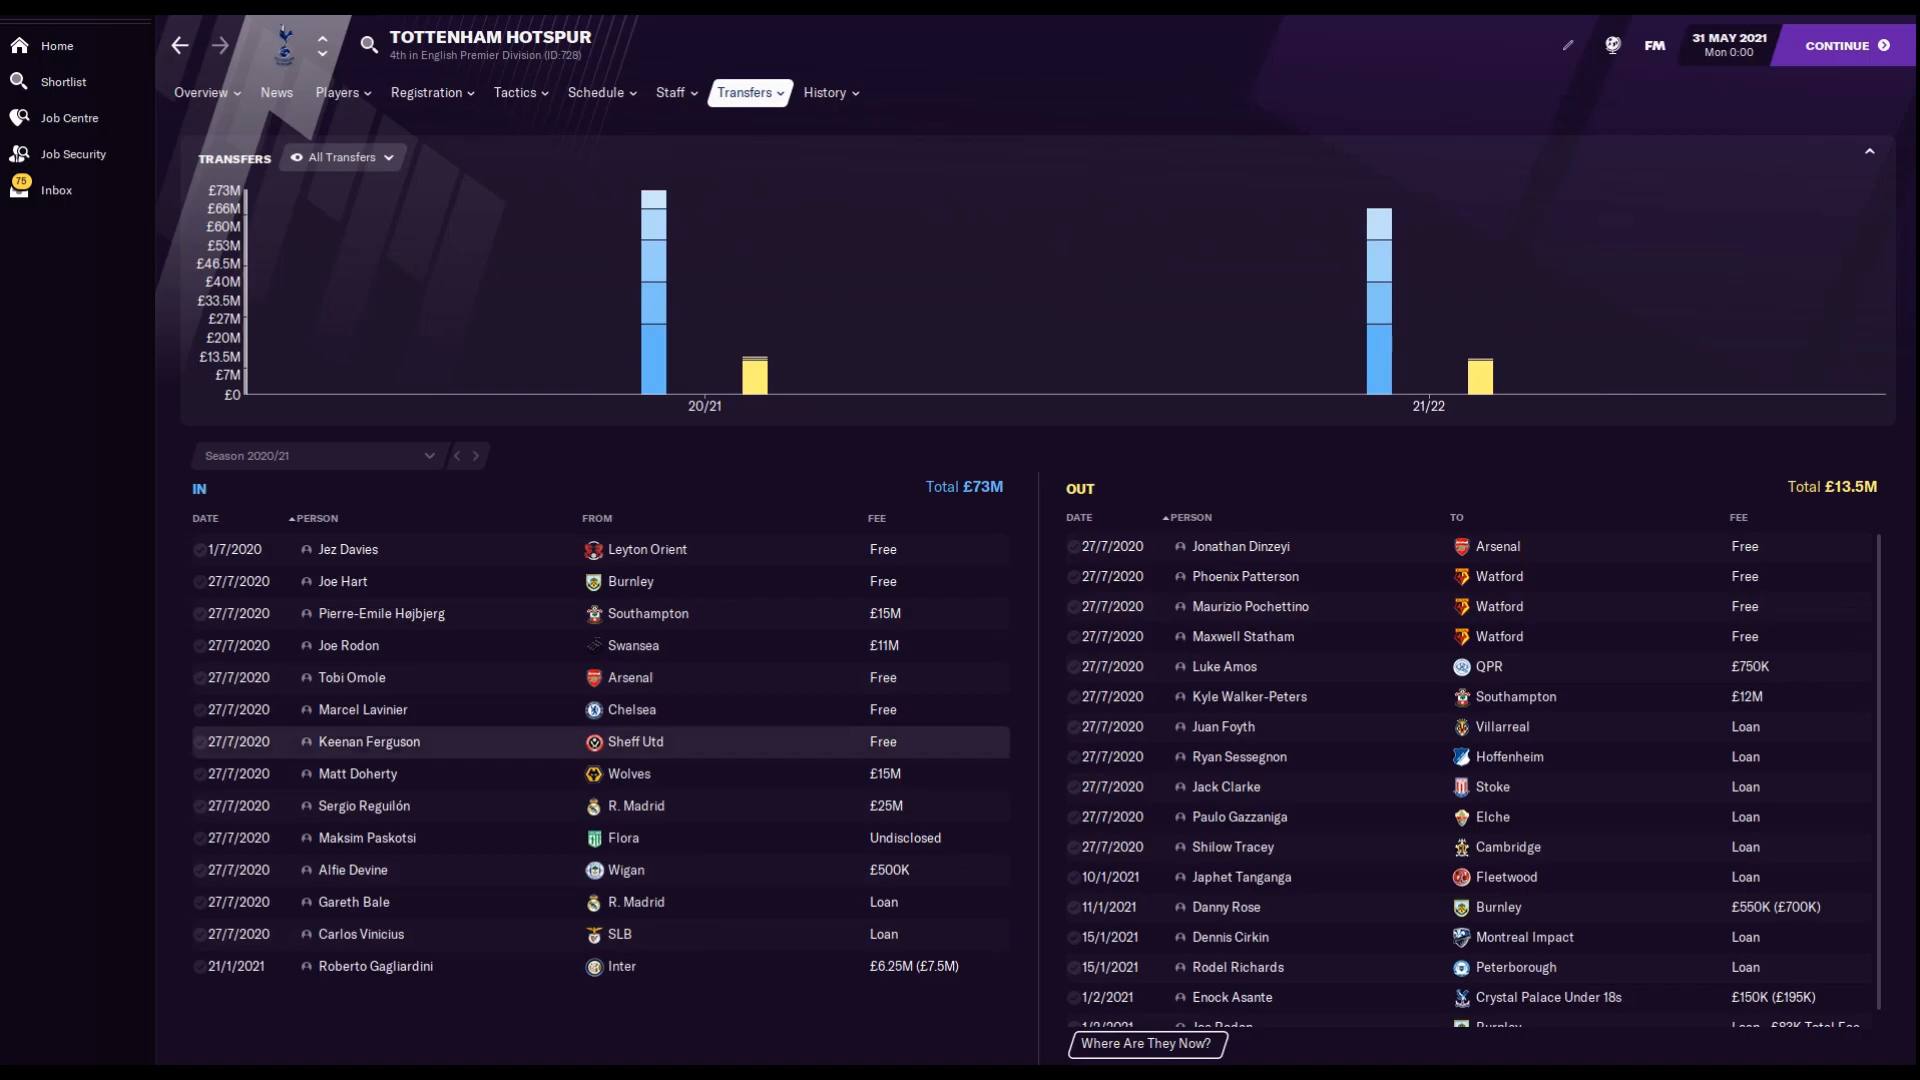 Home
Shortlist
Job Centre
Job Security
75
Inbox
TOTTENHAM HOTSPUR
4th in English Premier Division (ID:728)
FM
31 MAY 2021
Mon 0:00
CONTINUE
Overview News Players Registration Tactics Schedule Staff Transfers History
TRANSFERS All Transfers
£73M
£66M
£60M
£53M
£46.5M
£40M
£33.5M
£27M
£20M
£13.5M
£7M
£0
20/21 21/22
Season 2020/21
IN Total £73M
DATE PERSON FROM FEE
1/7/2020 Jez Davies Leyton Orient Free
27/7/2020 Joe Hart Burnley Free
27/7/2020 Pierre-Emile Højbjerg Southampton £15M
27/7/2020 Joe Rodon Swansea £11M
27/7/2020 Tobi Omole Arsenal Free
27/7/2020 Marcel Lavinier Chelsea Free
27/7/2020 Keenan Ferguson Sheff Utd Free
27/7/2020 Matt Doherty Wolves £15M
27/7/2020 Sergio Reguilón R. Madrid £25M
27/7/2020 Maksim Paskotsi Flora Undisclosed
27/7/2020 Alfie Devine Wigan £500K
27/7/2020 Gareth Bale R. Madrid Loan
27/7/2020 Carlos Vinicius SLB Loan
21/1/2021 Roberto Gagliardini Inter £6.25M (£7.5M)
OUT Total £13.5M
DATE PERSON TO FEE
27/7/2020 Jonathan Dinzeyi Arsenal Free
27/7/2020 Phoenix Patterson Watford Free
27/7/2020 Maurizio Pochettino Watford Free
27/7/2020 Maxwell Statham Watford Free
27/7/2020 Luke Amos QPR £750K
27/7/2020 Kyle Walker-Peters Southampton £12M
27/7/2020 Juan Foyth Villarreal Loan
27/7/2020 Ryan Sessegnon Hoffenheim Loan
27/7/2020 Jack Clarke Stoke Loan
27/7/2020 Paulo Gazzaniga Elche Loan
27/7/2020 Shilow Tracey Cambridge Loan
10/1/2021 Japhet Tanganga Fleetwood Loan
11/1/2021 Danny Rose Burnley £550K (£700K)
15/1/2021 Dennis Cirkin Montreal Impact Loan
15/1/2021 Rodel Richards Peterborough Loan
1/2/2021 Enock Asante Crystal Palace Under 18s £150K (£195K)
1/2/2021 Joe Rodon Burnley Loan - £83K Total Fee
Where Are They Now?